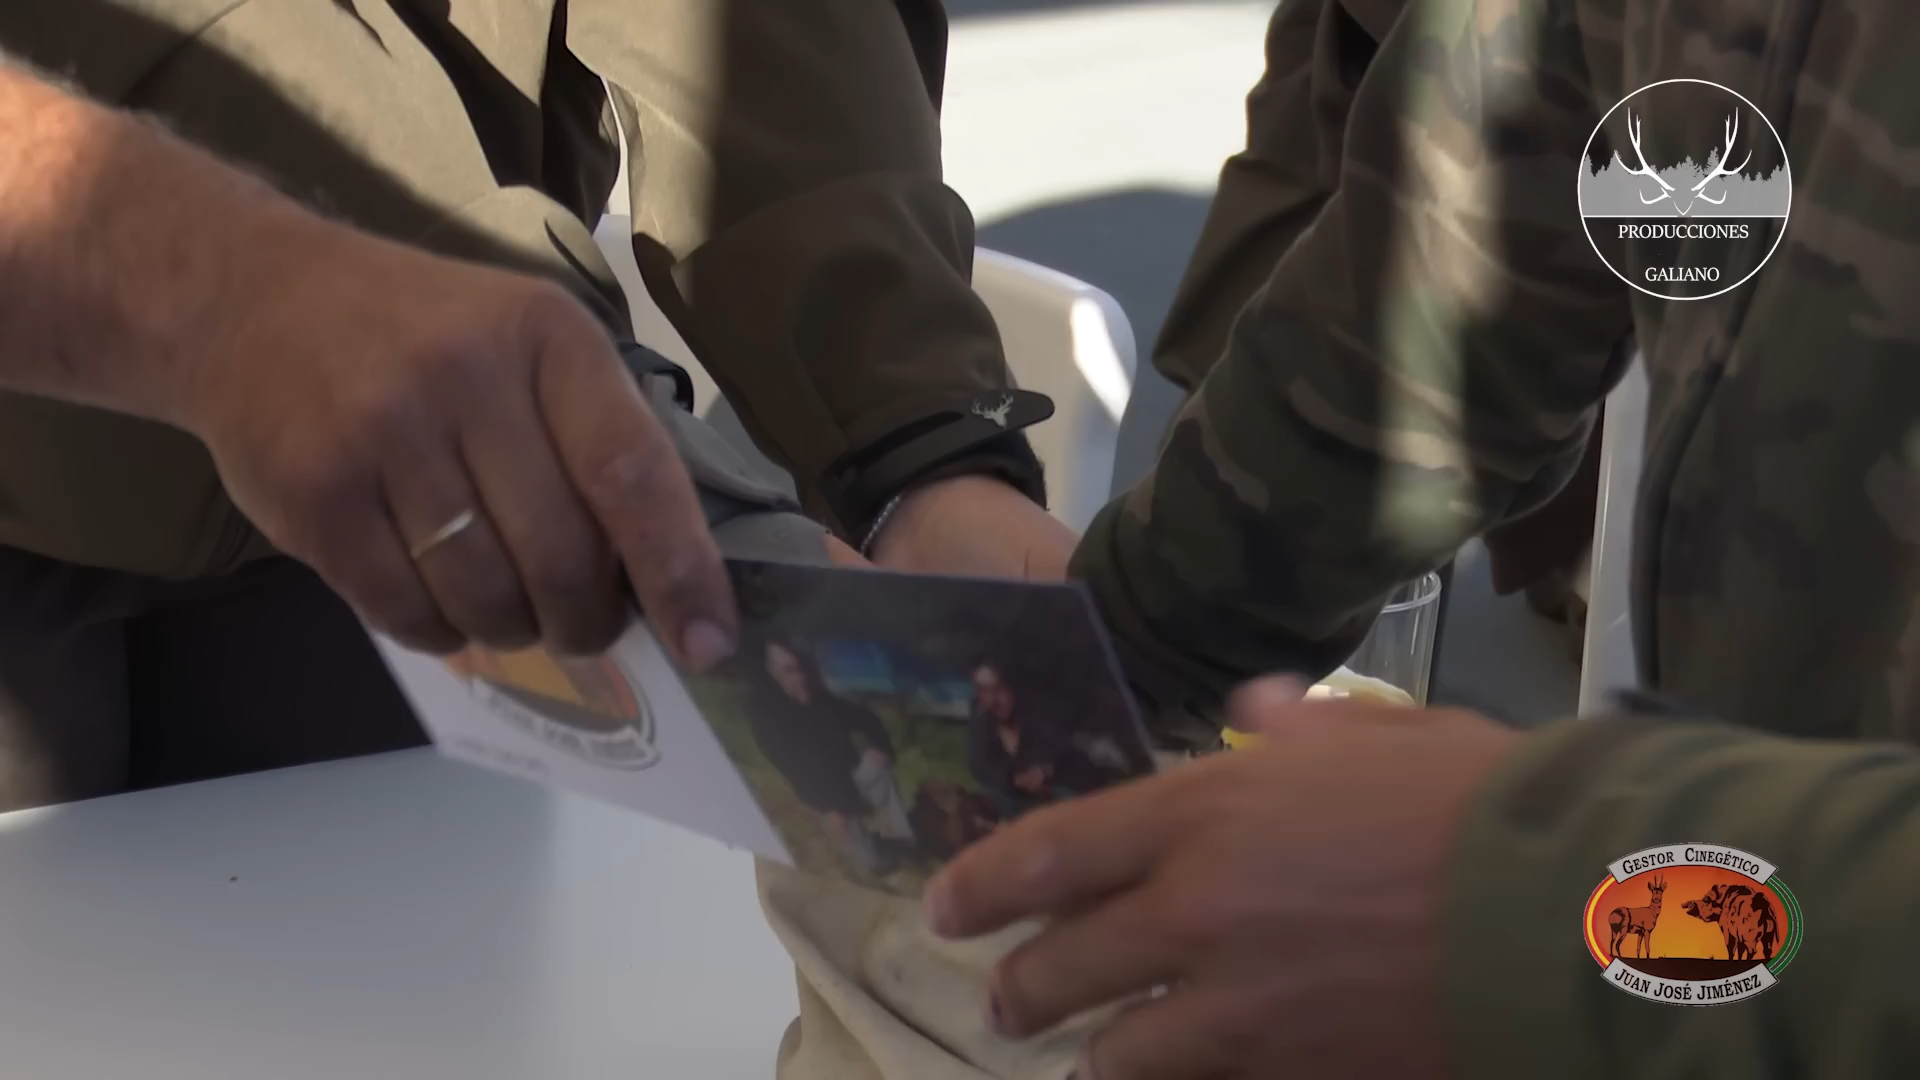 PRODUCCIONES
GALIANO
GESTOR CINEGÉTICO
JUAN JOSÉ JIMÉNEZ